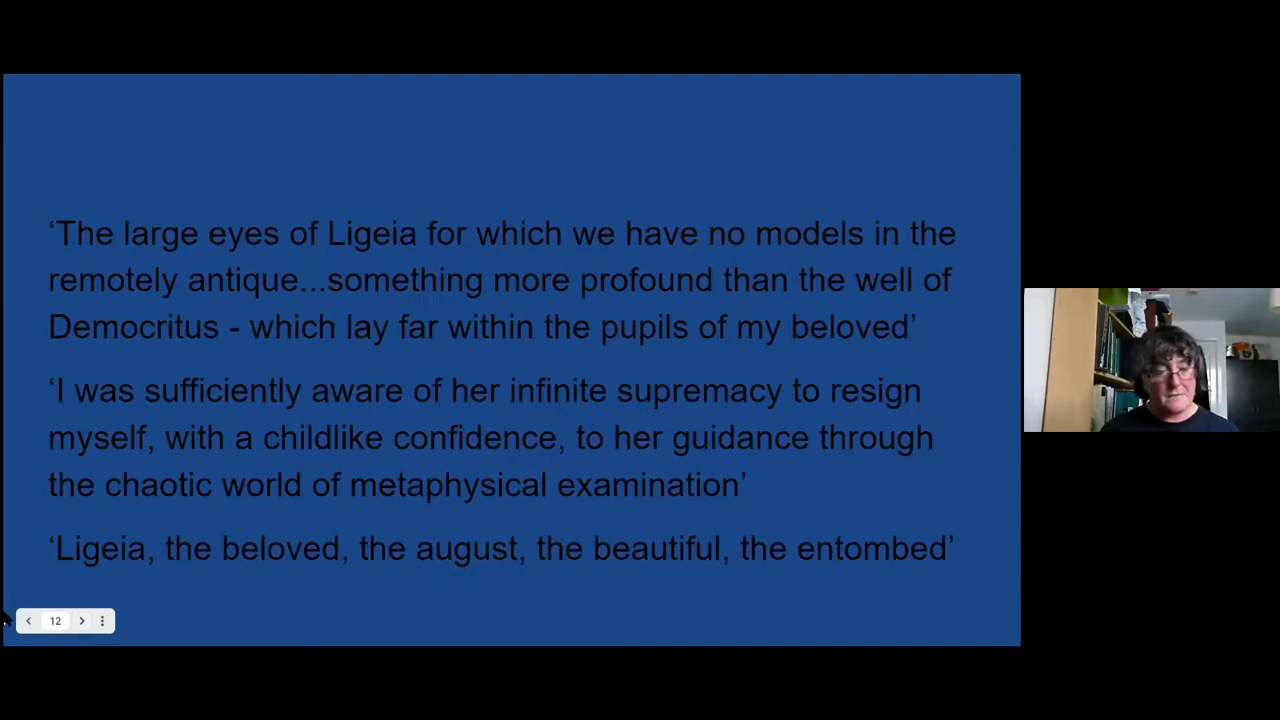 ‘The large eyes of Ligeia for which we have no models in the
remotely antique...something more profound than the well of
Democritus - which lay far within the pupils of my beloved’
‘I was sufficiently aware of her infinite supremacy to resign
myself, with a childlike confidence, to her guidance through
the chaotic world of metaphysical examination’
‘Ligeia, the beloved, the august, the beautiful, the entombed’
12